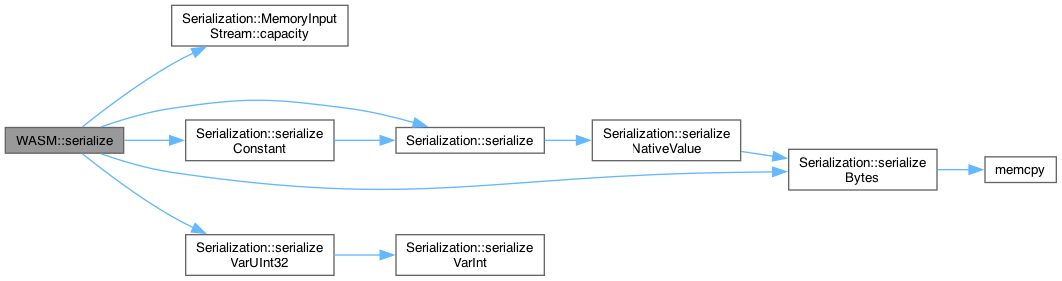 Serialization::MemoryInput
Stream::capacity
WASM::serialize
Serialization::serialize
Constant
Serialization::serialize
Serialization::serialize
NativeValue
Serialization::serialize
Bytes
memcpy
Serialization::serialize
VarUInt32
Serialization::serialize
VarInt